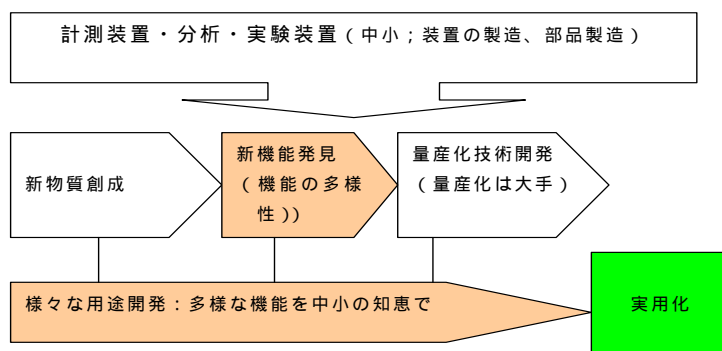 計測装置・分析・実験装置（中小；装置の製造、部品製造）
新物質創成
新機能発見
（機能の多様
性））
量産化技術開発
（量産化は大手）
様々な用途開発：多様な機能を中小の知恵で
実用化